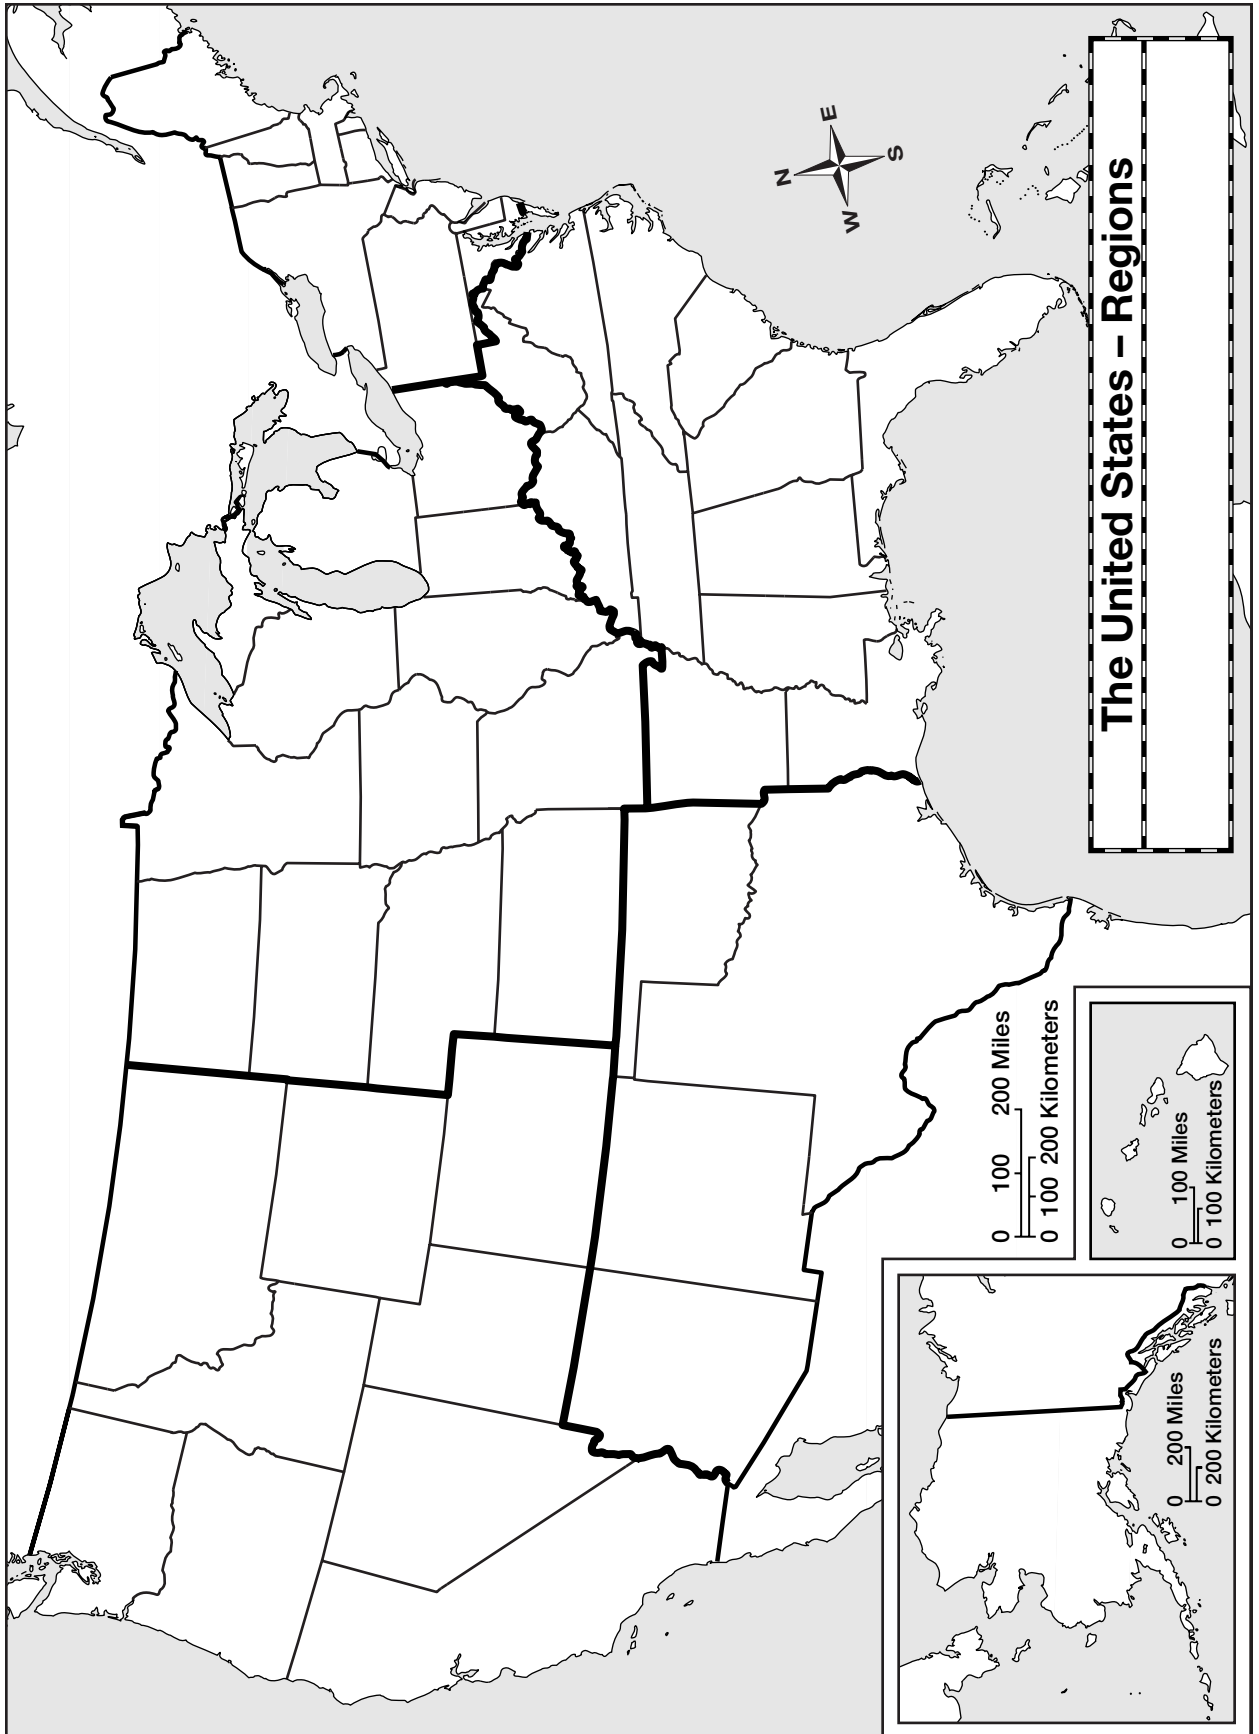 The United States – Regions
N
E
S
W
0 100 200 Miles
0 100 200 Kilometers
0 100 Miles
0 100 Kilometers
0 200 Miles
0 200 Kilometers